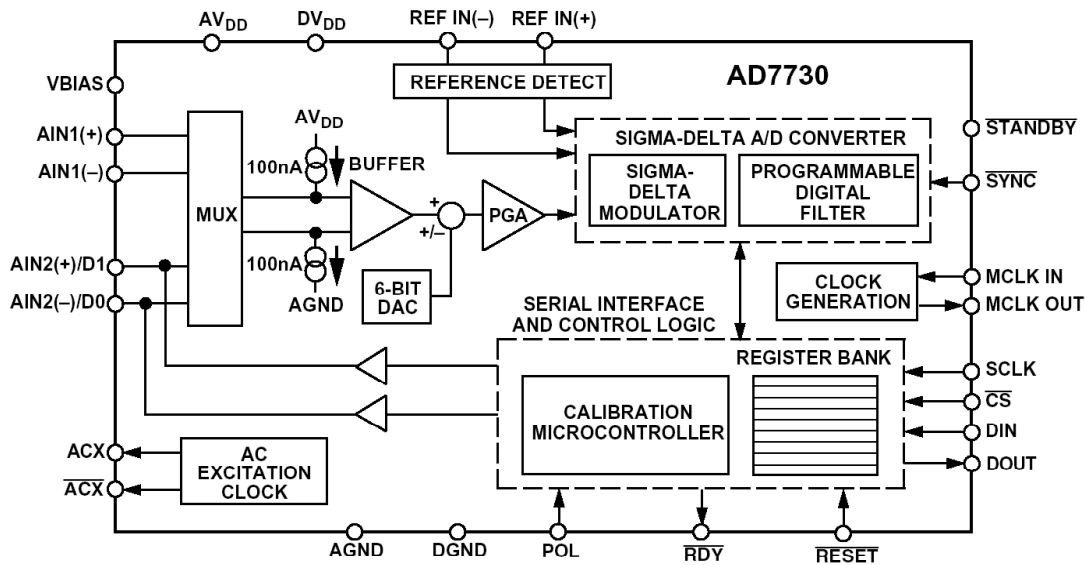 AVDD
DVDD
REF IN(–)
REF IN(+)
REFERENCE DETECT
AD7730
VBIAS
AIN1(+)
AIN1(–)
AIN2(+)/D1
AIN2(–)/D0
MUX
AVDD
100nA
BUFFER
100nA
AGND
+
+/–
6-BIT
DAC
PGA
SIGMA-DELTA A/D CONVERTER
SIGMA-
DELTA
MODULATOR
PROGRAMMABLE
DIGITAL
FILTER
STANDBY
SYNC
CLOCK
GENERATION
MCLK IN
MCLK OUT
SERIAL INTERFACE
AND CONTROL LOGIC
REGISTER BANK
CALIBRATION
MICROCONTROLLER
SCLK
CS
DIN
DOUT
ACX
ACX
AC
EXCITATION
CLOCK
AGND
DGND
POL
RDY
RESET